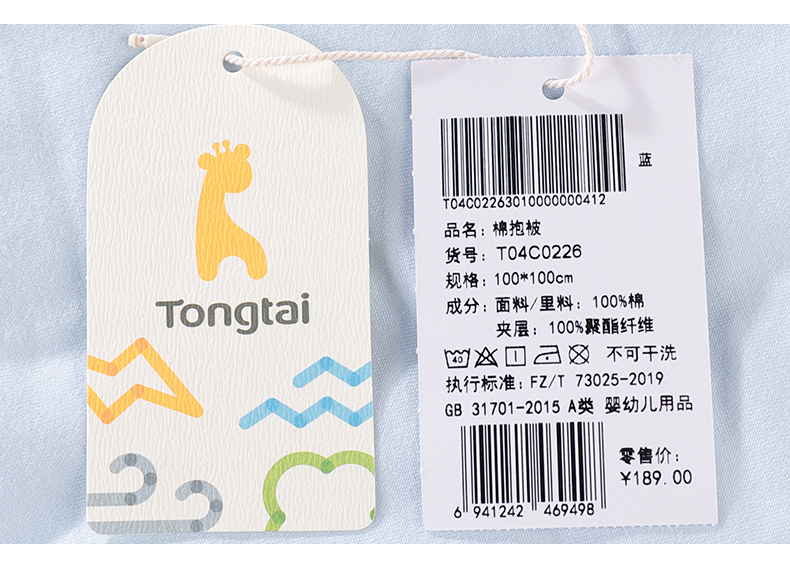 Tongtai
蓝
T04C02263010000000412
品名: 棉抱被
货号: T04C0226
规格: 100*100cm
成分: 面料/里料: 100%棉
夹层: 100%聚酯纤维
40 不可干洗
执行标准: FZ/T 73025-2019
GB 31701-2015 A类 婴幼儿用品
零售价:
¥189.00
6 941242 469498